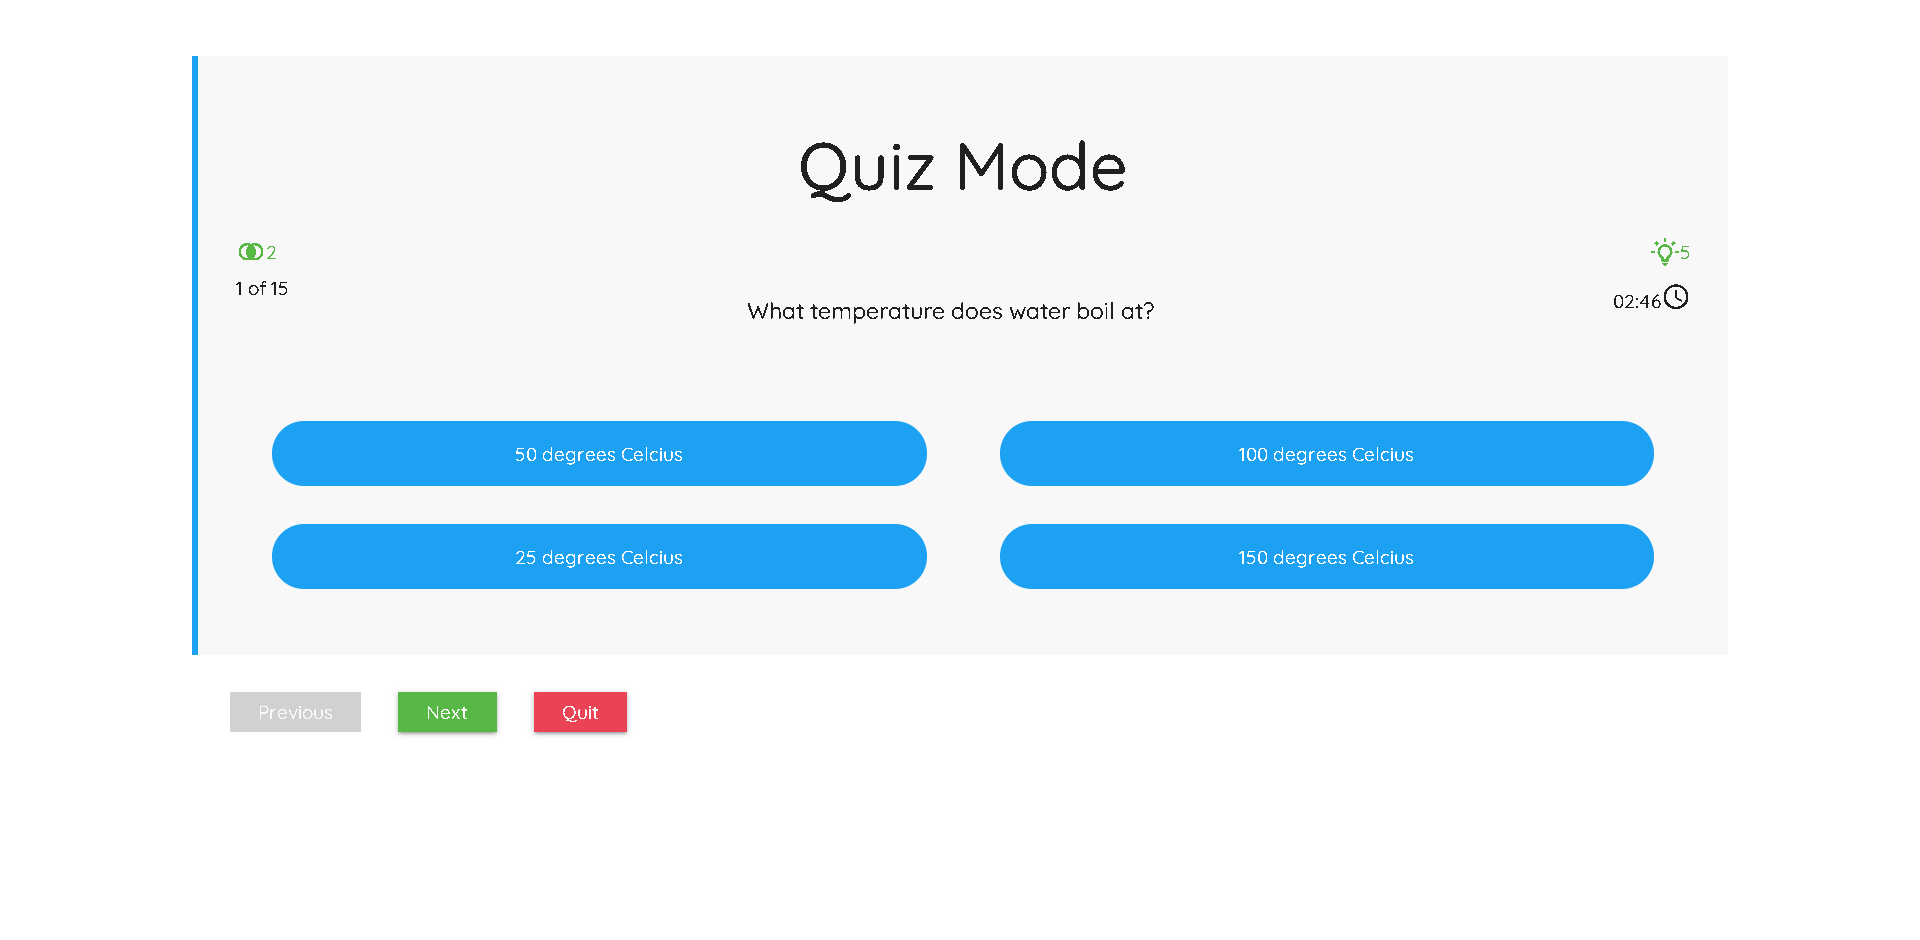 Quiz Mode
2
5
1 of 15
02:46
What temperature does water boil at?
50 degrees Celcius
100 degrees Celcius
25 degrees Celcius
150 degrees Celcius
Previous
Next
Quit